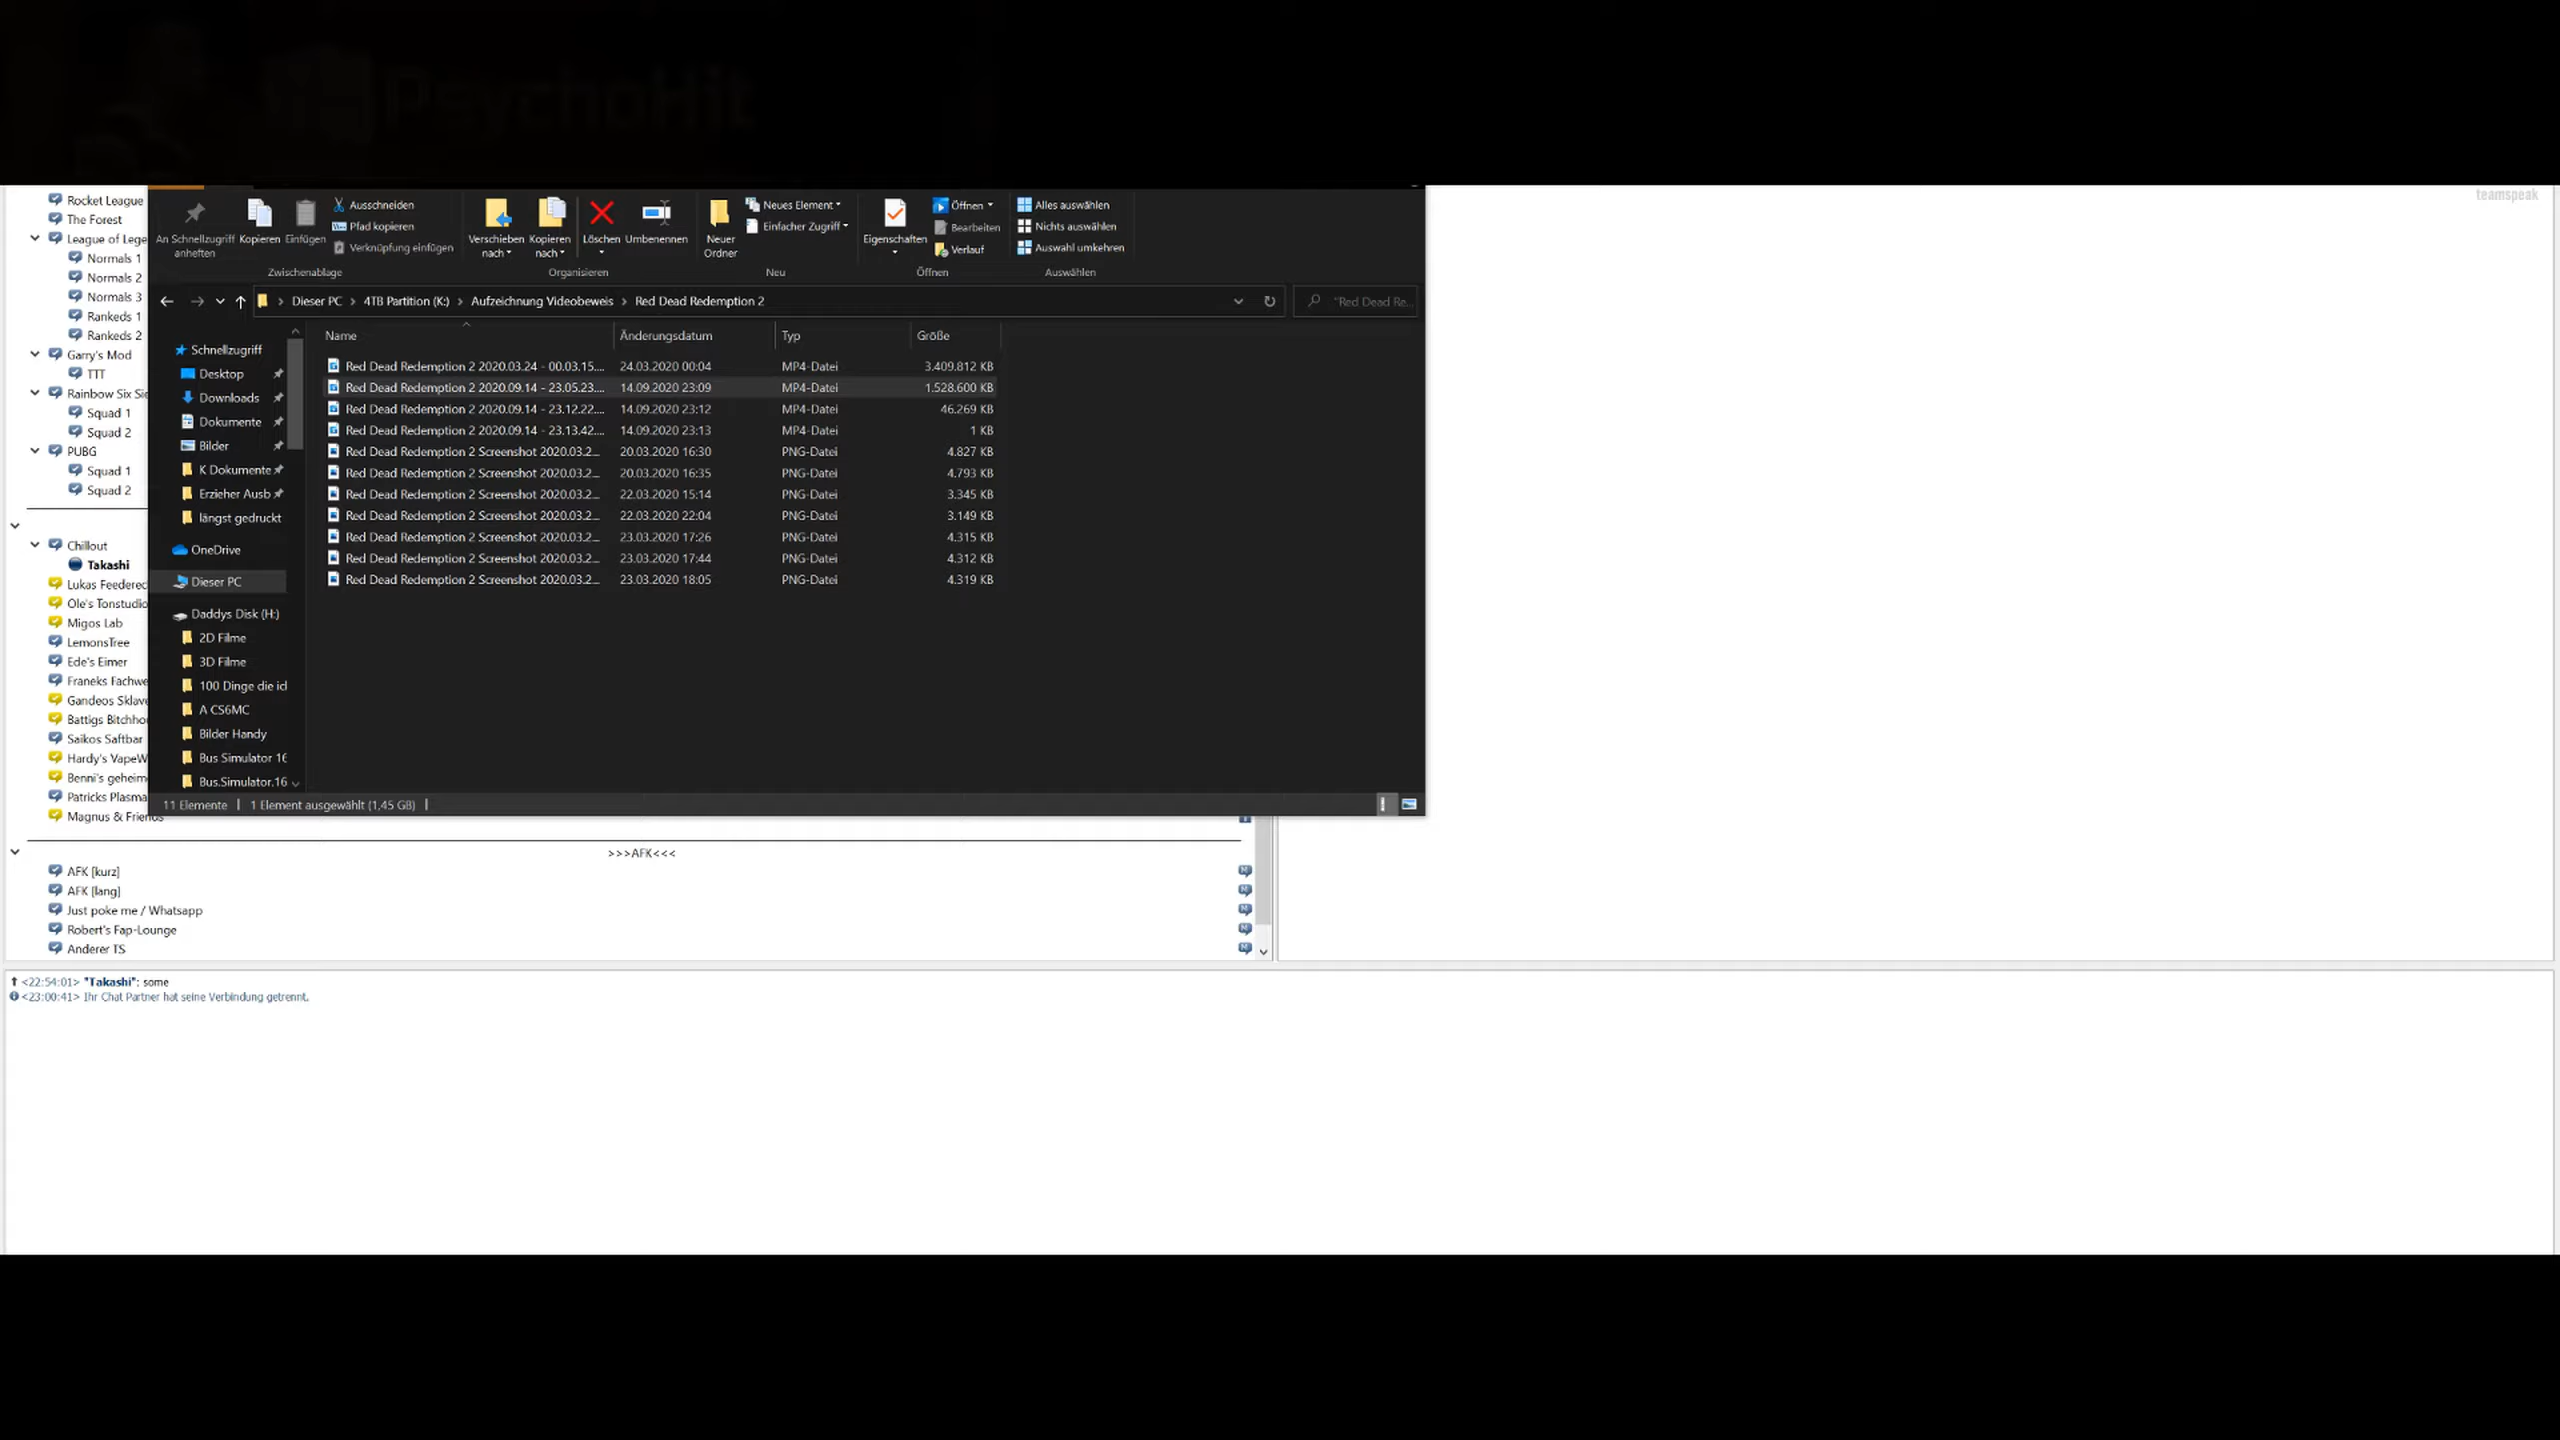 PsychoHit
teamspeak
Rocket League
The Forest
League of Lege
Normals 1
Normals 2
Normals 3
Rankeds 1
Rankeds 2
Garry's Mod
TTT
Rainbow Six Sie
Squad 1
Squad 2
PUBG
Squad 1
Squad 2
Chillout
Takashi
Lukas Feederec
Ole's Tonstudio
Migos Lab
LemonsTree
Ede's Eimer
Franeks Fachwe
Gandeos Sklave
Battigs Bitchho
Saikos Saftbar
Hardy's VapeW
Benni's geheim
Patricks Plasma
Magnus & Friends
An Schnellzugriff anheften
Kopieren
Einfügen
Ausschneiden
Pfad kopieren
Verknüpfung einfügen
Zwischenablage
Verschieben nach
Kopieren nach
Löschen
Umbenennen
Organisieren
Neuer Ordner
Neues Element
Einfacher Zugriff
Neu
Eigenschaften
Öffnen
Bearbeiten
Verlauf
Öffnen
Alles auswählen
Nichts auswählen
Auswahl umkehren
Auswählen
Dieser PC > 4TB Partition (K:) > Aufzeichnung Videobeweis > Red Dead Redemption 2
"Red Dead Re...
Schnellzugriff
Desktop
Downloads
Dokumente
Bilder
K Dokumente
Erzieher Ausb
längst gedruckt
OneDrive
Dieser PC
Daddys Disk (H:)
2D Filme
3D Filme
100 Dinge die ich
A CS6MC
Bilder Handy
Bus Simulator 16
Bus.Simulator.16
Name Änderungsdatum Typ Größe
Red Dead Redemption 2 2020.03.24 - 00.03.15.... 24.03.2020 00:04 MP4-Datei 3.409.812 KB
Red Dead Redemption 2 2020.09.14 - 23.05.23.... 14.09.2020 23:09 MP4-Datei 1.528.600 KB
Red Dead Redemption 2 2020.09.14 - 23.12.22.... 14.09.2020 23:12 MP4-Datei 46.269 KB
Red Dead Redemption 2 2020.09.14 - 23.13.42.... 14.09.2020 23:13 MP4-Datei 1 KB
Red Dead Redemption 2 Screenshot 2020.03.2... 20.03.2020 16:30 PNG-Datei 4.827 KB
Red Dead Redemption 2 Screenshot 2020.03.2... 20.03.2020 16:35 PNG-Datei 4.793 KB
Red Dead Redemption 2 Screenshot 2020.03.2... 22.03.2020 15:14 PNG-Datei 3.345 KB
Red Dead Redemption 2 Screenshot 2020.03.2... 22.03.2020 22:04 PNG-Datei 3.149 KB
Red Dead Redemption 2 Screenshot 2020.03.2... 23.03.2020 17:26 PNG-Datei 4.315 KB
Red Dead Redemption 2 Screenshot 2020.03.2... 23.03.2020 17:44 PNG-Datei 4.312 KB
Red Dead Redemption 2 Screenshot 2020.03.2... 23.03.2020 18:05 PNG-Datei 4.319 KB
11 Elemente | 1 Element ausgewählt (1,45 GB) |
>>>AFK<<<
AFK [kurz]
AFK [lang]
Just poke me / Whatsapp
Robert's Fap-Lounge
Anderer TS
<22:54:01> "Takashi": some
<23:00:41> Ihr Chat Partner hat seine Verbindung getrennt.